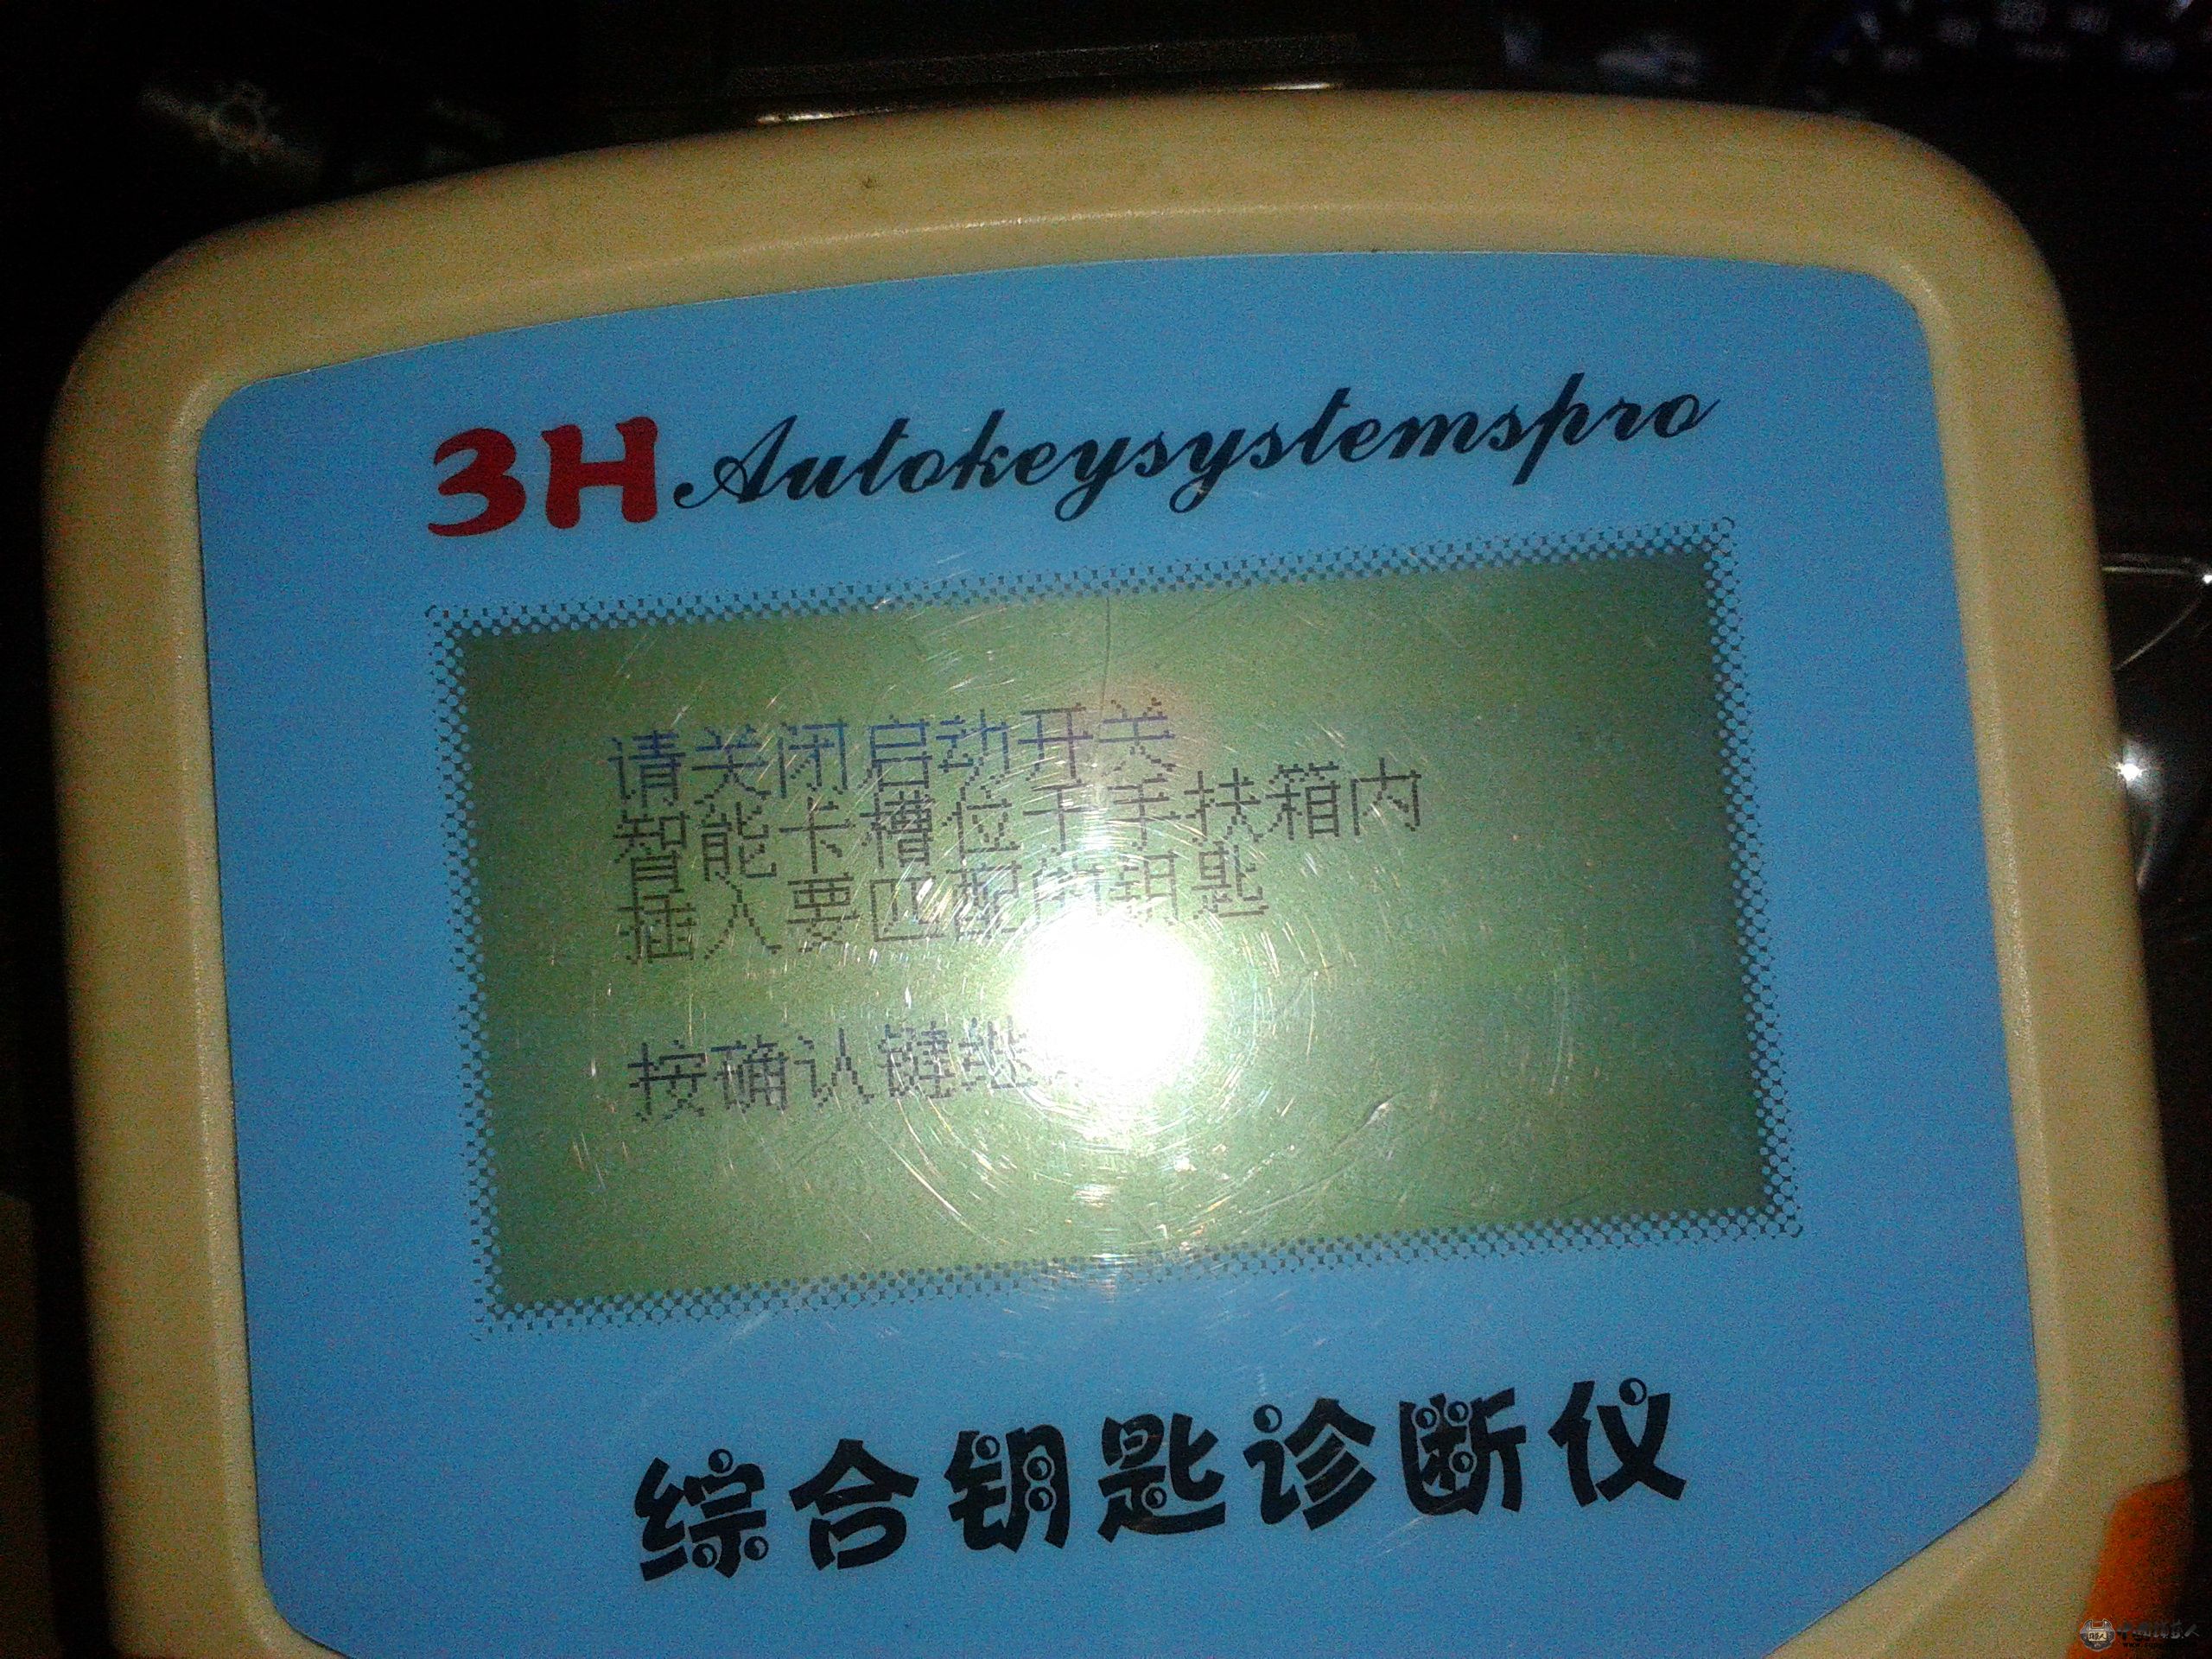 3H Autokeysystemspro
请关闭启动开关
智能卡槽位于手扶箱内
插入要匹配的钥匙
按确认键继
综合钥匙诊断仪